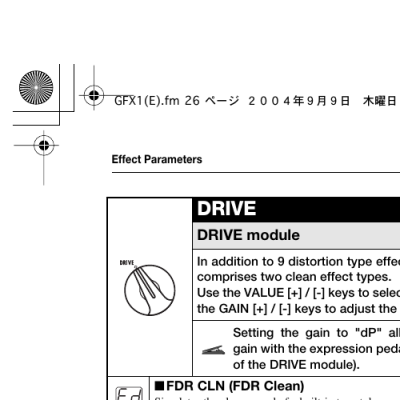 GFX1(E).fm 26 ページ ２００４年９月９日 木曜日
Effect Parameters
DRIVE
DRIVE module
DRIVE
In addition to 9 distortion type effe
comprises two clean effect types.
Use the VALUE [+] / [-] keys to selec
the GAIN [+] / [-] keys to adjust the
Setting the gain to "dP" al
gain with the expression peda
of the DRIVE module).
Fd
■FDR CLN (FDR Clean)